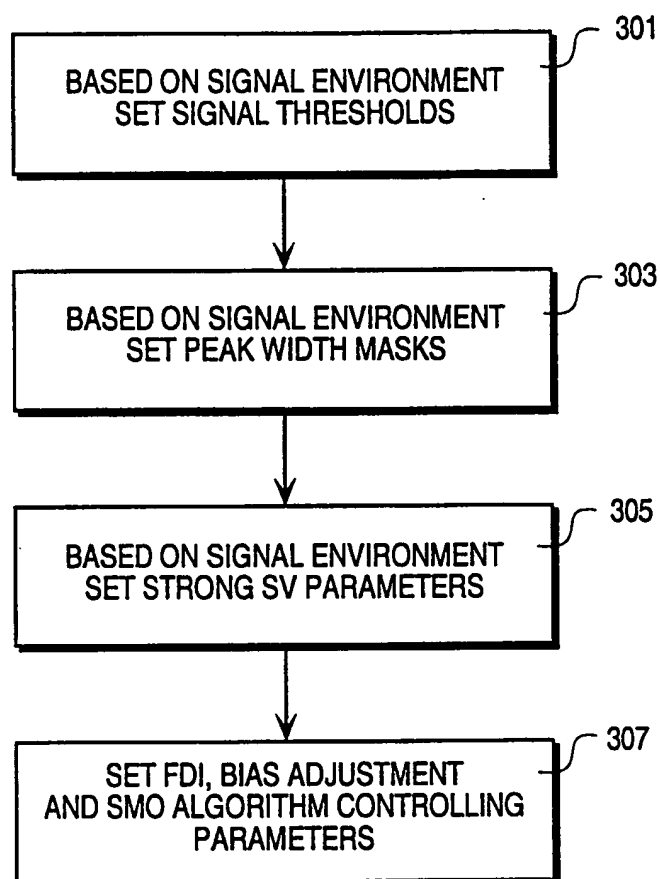 301
BASED ON SIGNAL ENVIRONMENT
SET SIGNAL THRESHOLDS
303
BASED ON SIGNAL ENVIRONMENT
SET PEAK WIDTH MASKS
305
BASED ON SIGNAL ENVIRONMENT
SET STRONG SV PARAMETERS
307
SET FDI, BIAS ADJUSTMENT
AND SMO ALGORITHM CONTROLLING
PARAMETERS